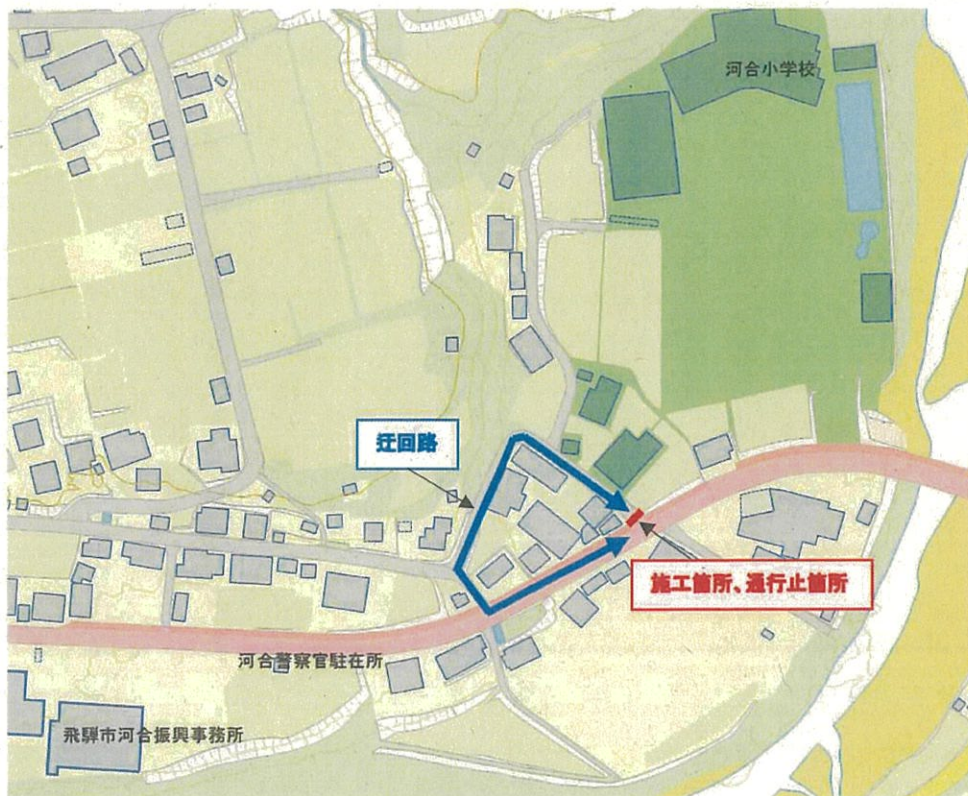 河合小学校
迂回路
施工箇所、通行止箇所
河合警察官駐在所
飛騨市河合振興事務所